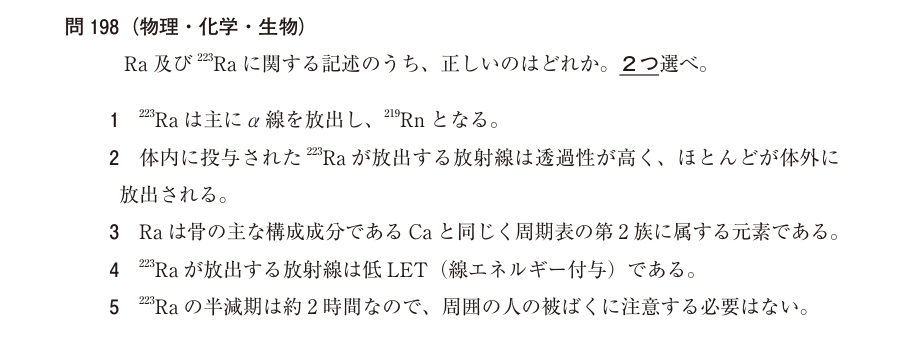 問 198(物理・化学・生物)
Ra 及び ²²³Ra に関する記述のうち、正しいのはどれか。2つ選べ。
1 ²²³Ra は主に α 線を放出し、²¹⁹Rn となる。
2 体内に投与された ²²³Ra が放出する放射線は透過性が高く、ほとんどが体外に
放出される。
3 Ra は骨の主な構成成分である Ca と同じく周期表の第2族に属する元素である。
4 ²²³Ra が放出する放射線は低 LET(線エネルギー付与)である。
5 ²²³Ra の半減期は約2時間なので、周囲の人の被ばくに注意する必要はない。